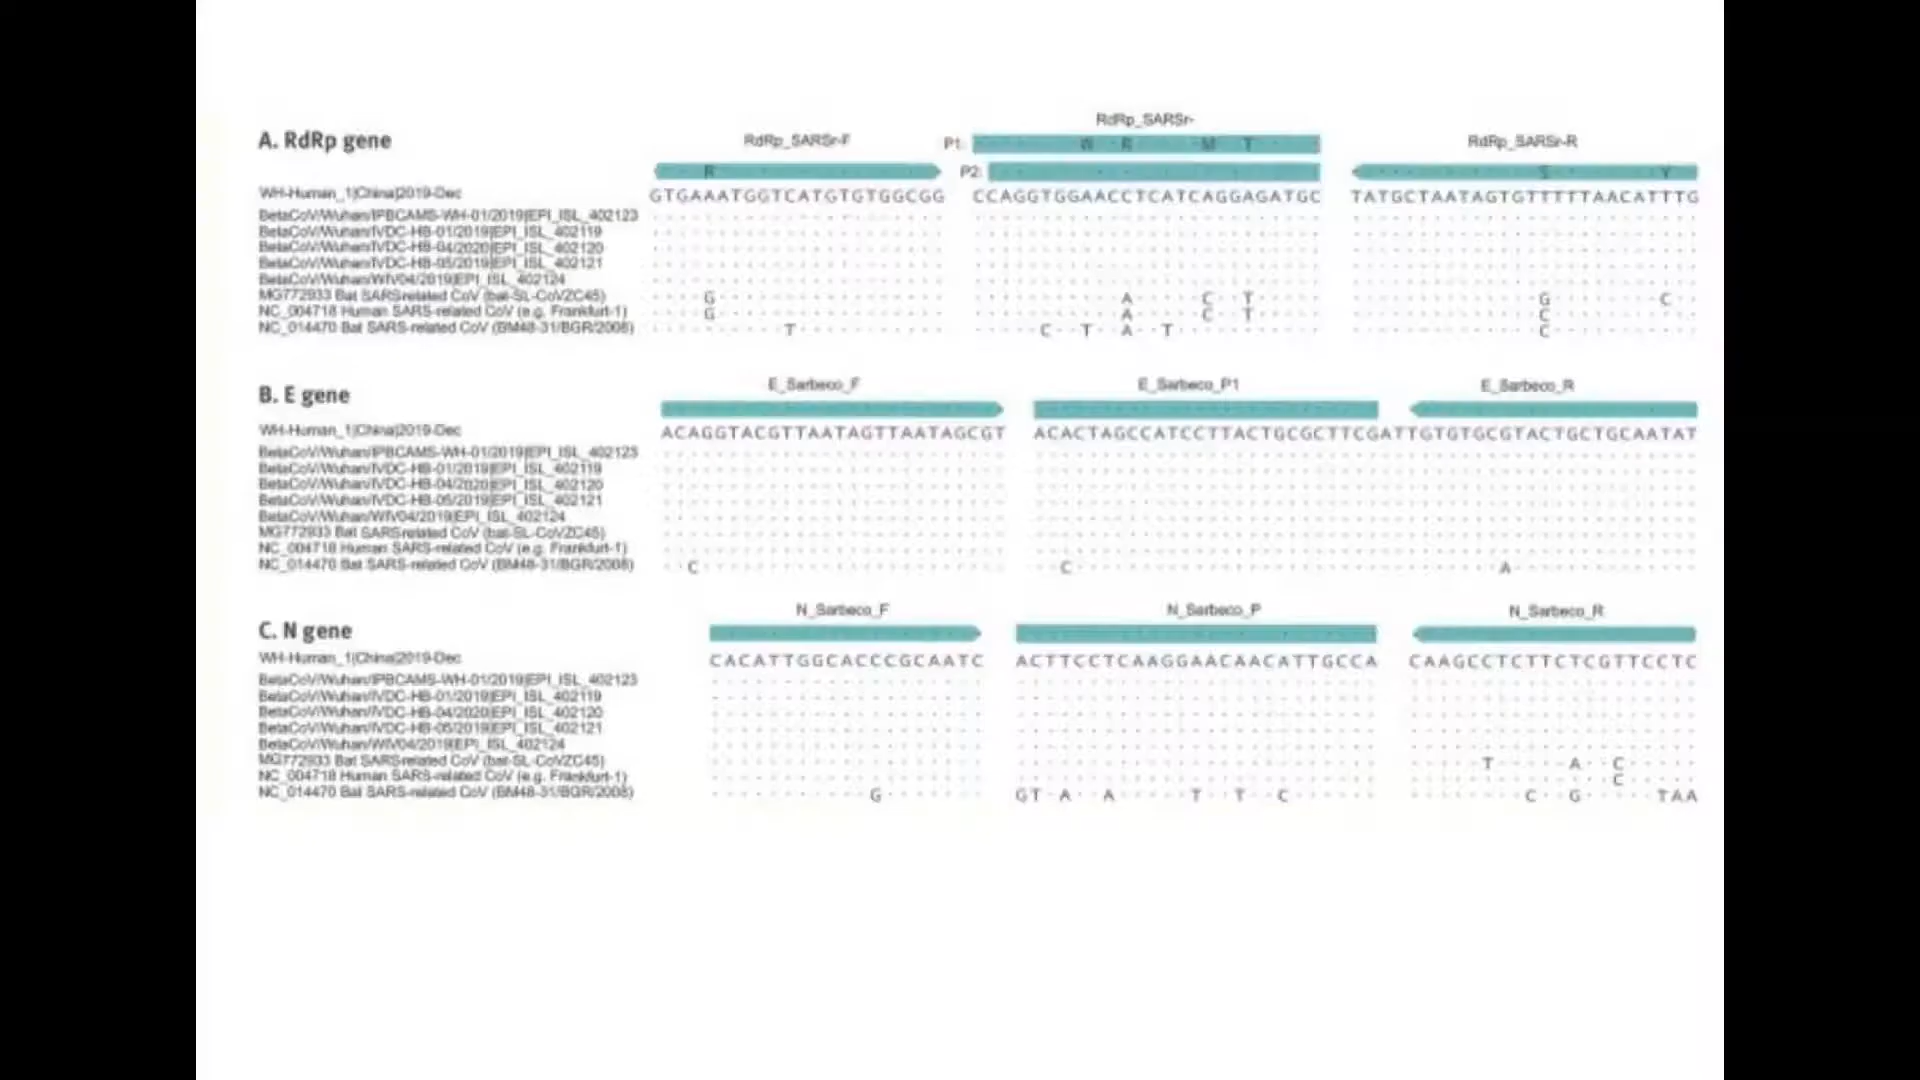 RdRp_SARSr-
A. RdRp gene
RdRp_SARSr-F
P1:
W R M T
RdRp_SARSr-R
R
P2:
S Y
WH-Human_1|China|2019-Dec GTGAAATGGTCATGTGTGGCGG CCAGGTGGAACCTCATCAGGAGATGC TATGCTAATAGTGTTTTTAACATTTG
BetaCoV/Wuhan/IPBCAMS-WH-01/2019|EPI_ISL_402123
BetaCoV/Wuhan/IVDC-HB-01/2019|EPI_ISL_402119
BetaCoV/Wuhan/IVDC-HB-04/2020|EPI_ISL_402120
BetaCoV/Wuhan/IVDC-HB-05/2019|EPI_ISL_402121
BetaCoV/Wuhan/WIV04/2019|EPI_ISL_402124
MG772933 Bat SARS-related CoV (bat-SL-CoVZC45) G A C T G C
NC_004718 Human SARS-related CoV (e.g. Frankfurt-1) G A C T C
NC_014470 Bat SARS-related CoV (BM48-31/BGR/2008) T C T A T C
B. E gene
E_Sarbeco_F E_Sarbeco_P1 E_Sarbeco_R
WH-Human_1|China|2019-Dec ACAGGTACGTTAATAGTTAATAGCGT ACACTAGCCATCCTTACTGCGCTTCGATTGTGTGCGTACTGCTGCAATAT
BetaCoV/Wuhan/IPBCAMS-WH-01/2019|EPI_ISL_402123
BetaCoV/Wuhan/IVDC-HB-01/2019|EPI_ISL_402119
BetaCoV/Wuhan/IVDC-HB-04/2020|EPI_ISL_402120
BetaCoV/Wuhan/IVDC-HB-05/2019|EPI_ISL_402121
BetaCoV/Wuhan/WIV04/2019|EPI_ISL_402124
MG772933 Bat SARS-related CoV (bat-SL-CoVZC45)
NC_004718 Human SARS-related CoV (e.g. Frankfurt-1)
NC_014470 Bat SARS-related CoV (BM48-31/BGR/2008) C C A
N_Sarbeco_F N_Sarbeco_P N_Sarbeco_R
C. N gene
WH-Human_1|China|2019-Dec CACATTGGCACCCGCAATC ACTTCCTCAAGGAACAACATTGCCA CAAGCCTCTTCTCGTTCCTC
BetaCoV/Wuhan/IPBCAMS-WH-01/2019|EPI_ISL_402123
BetaCoV/Wuhan/IVDC-HB-01/2019|EPI_ISL_402119
BetaCoV/Wuhan/IVDC-HB-04/2020|EPI_ISL_402120
BetaCoV/Wuhan/IVDC-HB-05/2019|EPI_ISL_402121
BetaCoV/Wuhan/WIV04/2019|EPI_ISL_402124
MG772933 Bat SARS-related CoV (bat-SL-CoVZC45) T A C
NC_004718 Human SARS-related CoV (e.g. Frankfurt-1) C
NC_014470 Bat SARS-related CoV (BM48-31/BGR/2008) G GT A A T T C C G TAA